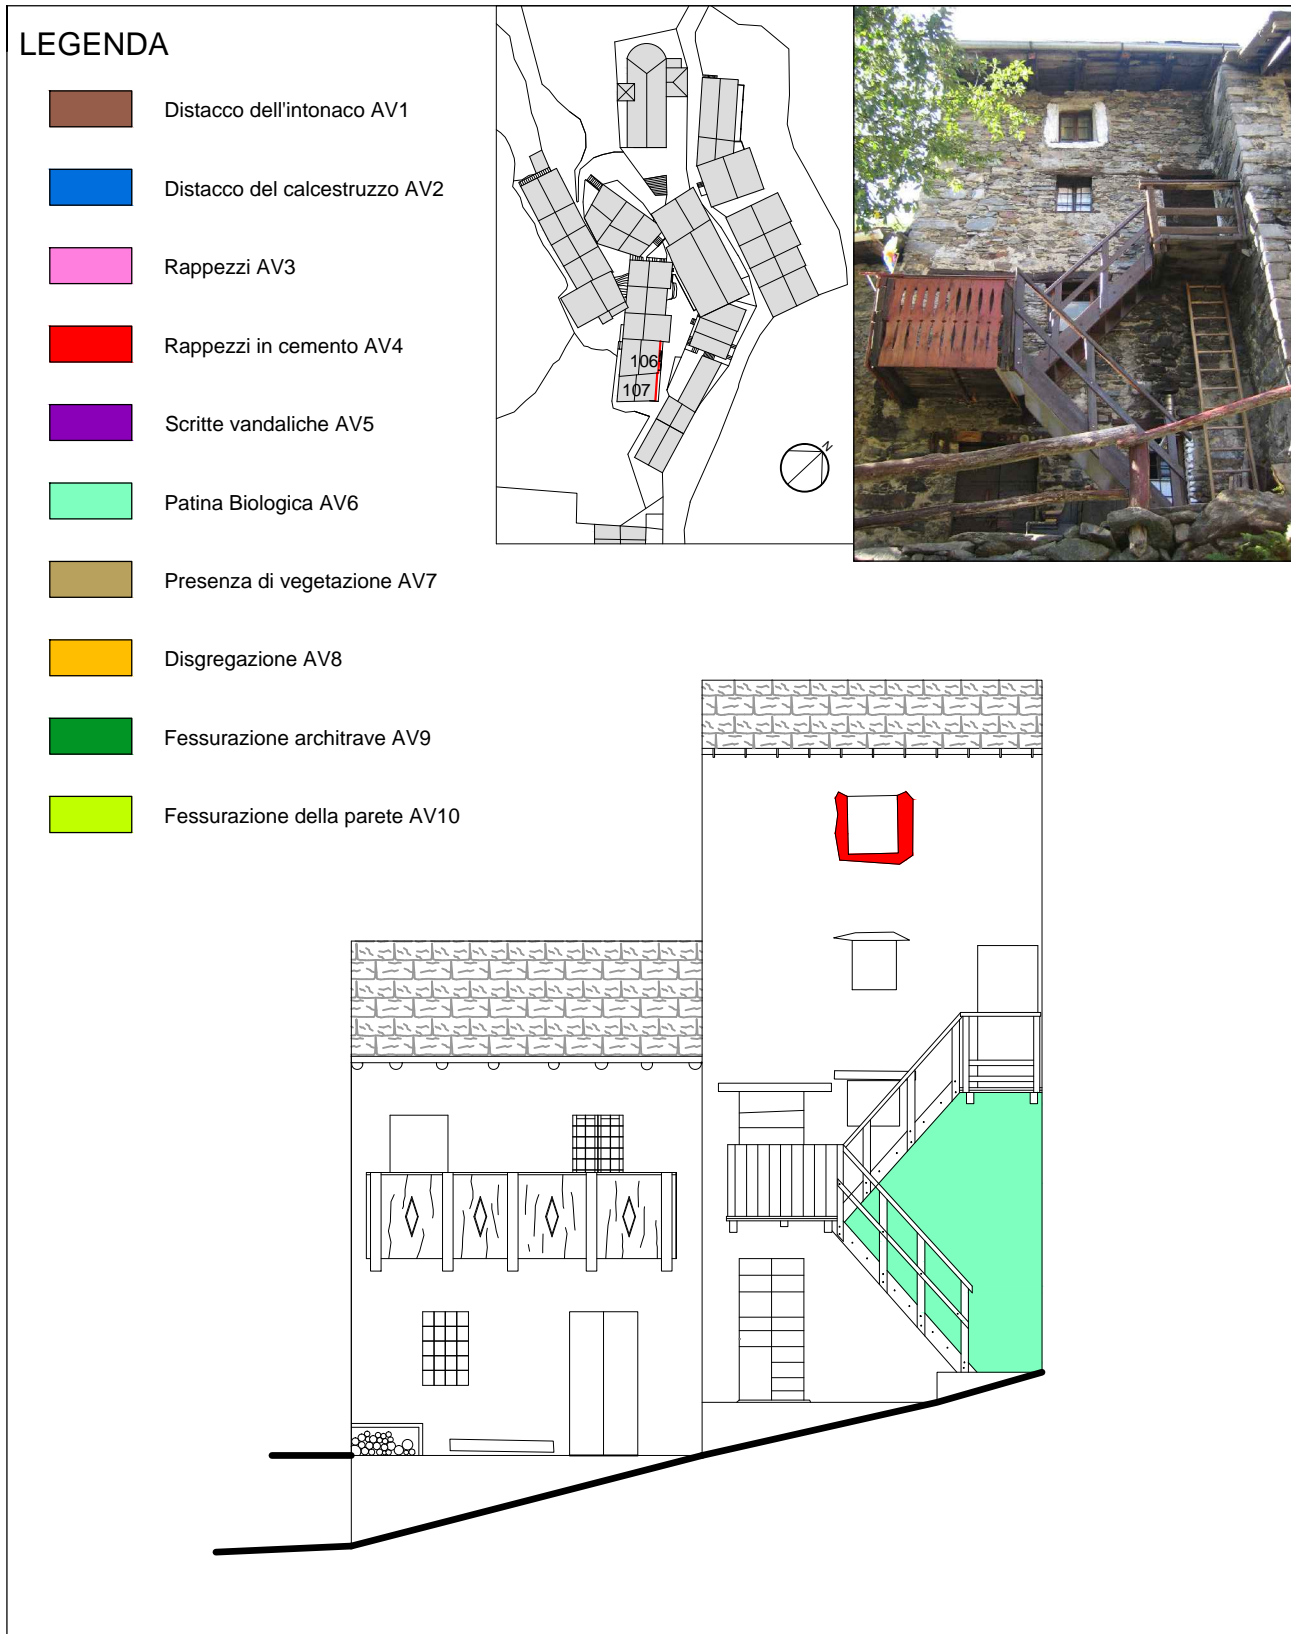 LEGENDA
Distacco dell'intonaco AV1
Distacco del calcestruzzo AV2
Rappezzi AV3
Rappezzi in cemento AV4
Scritte vandaliche AV5
Patina Biologica AV6
Presenza di vegetazione AV7
Disgregazione AV8
Fessurazione architrave AV9
Fessurazione della parete AV10
106
107
N